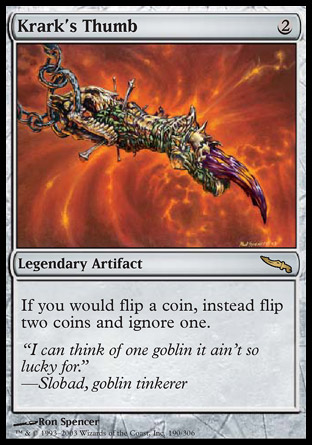 Krark's Thumb 2
Legendary Artifact
If you would flip a coin, instead flip
two coins and ignore one.
"I can think of one goblin it ain't so
lucky for."
—Slobad, goblin tinkerer
Ron Spencer
™ & © 1993–2003 Wizards of the Coast, Inc. 190/306